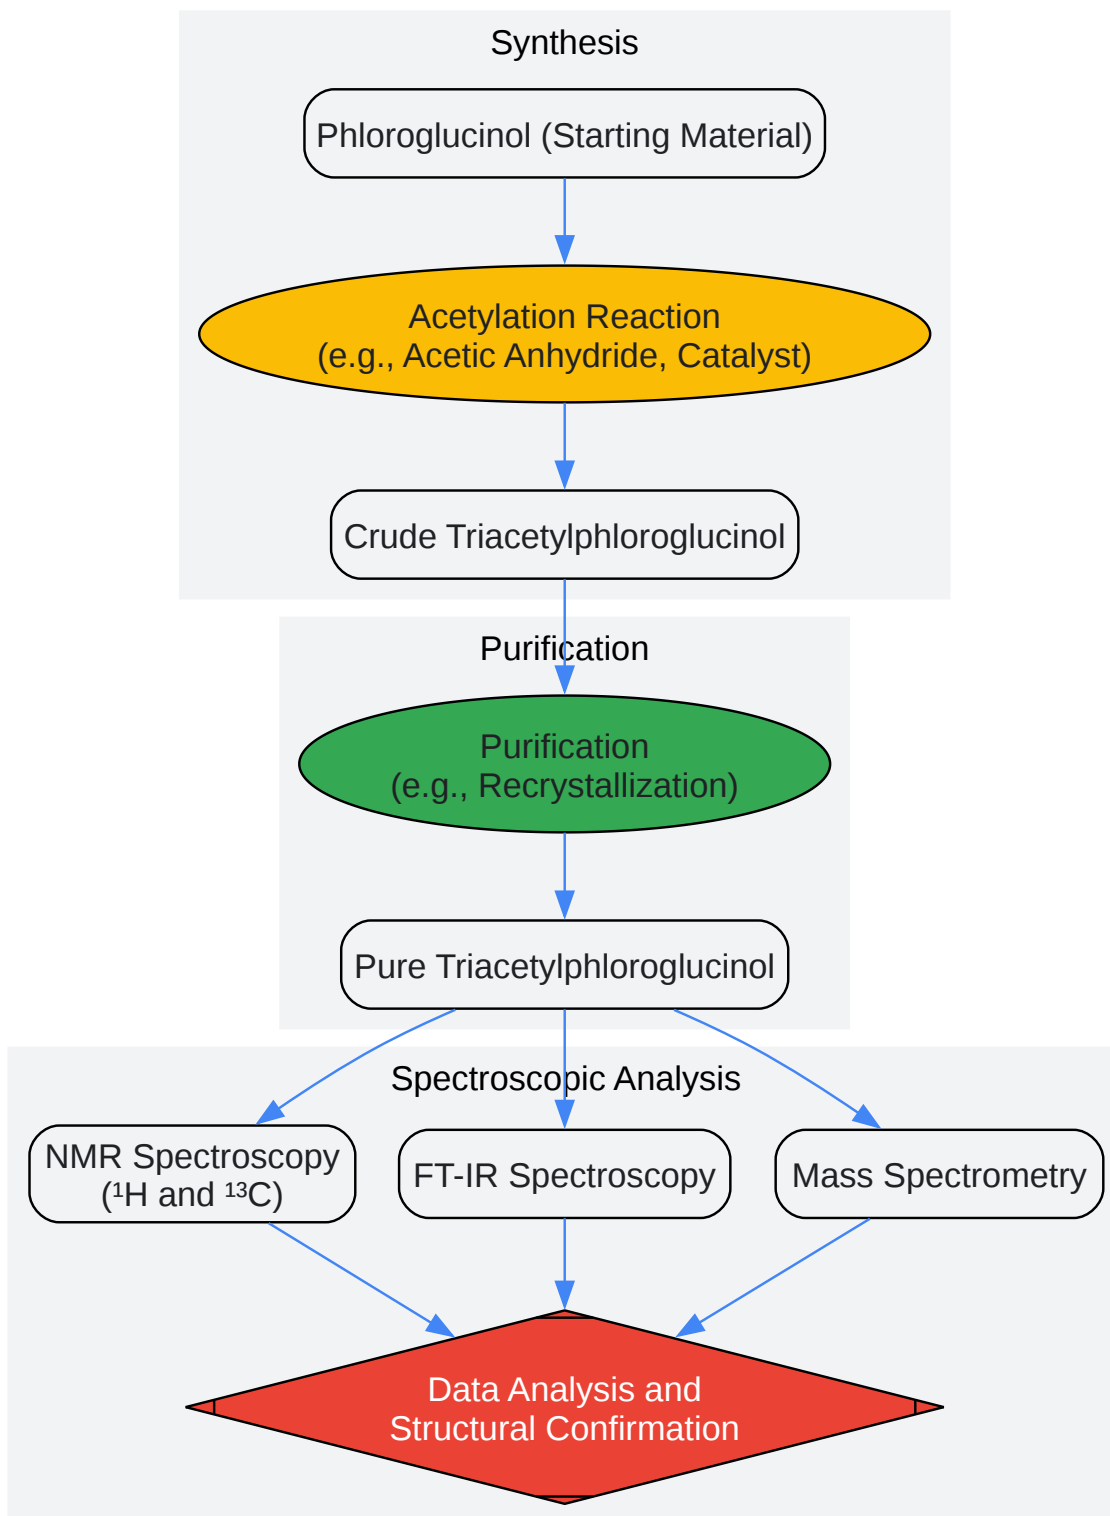 Synthesis
Phloroglucinol (Starting Material)
Acetylation Reaction
(e.g., Acetic Anhydride, Catalyst)
Crude Triacetylphloroglucinol
Purification
Purification
(e.g., Recrystallization)
Pure Triacetylphloroglucinol
Spectroscopic Analysis
NMR Spectroscopy
(¹H and ¹³C)
FT-IR Spectroscopy
Mass Spectrometry
Data Analysis and
Structural Confirmation